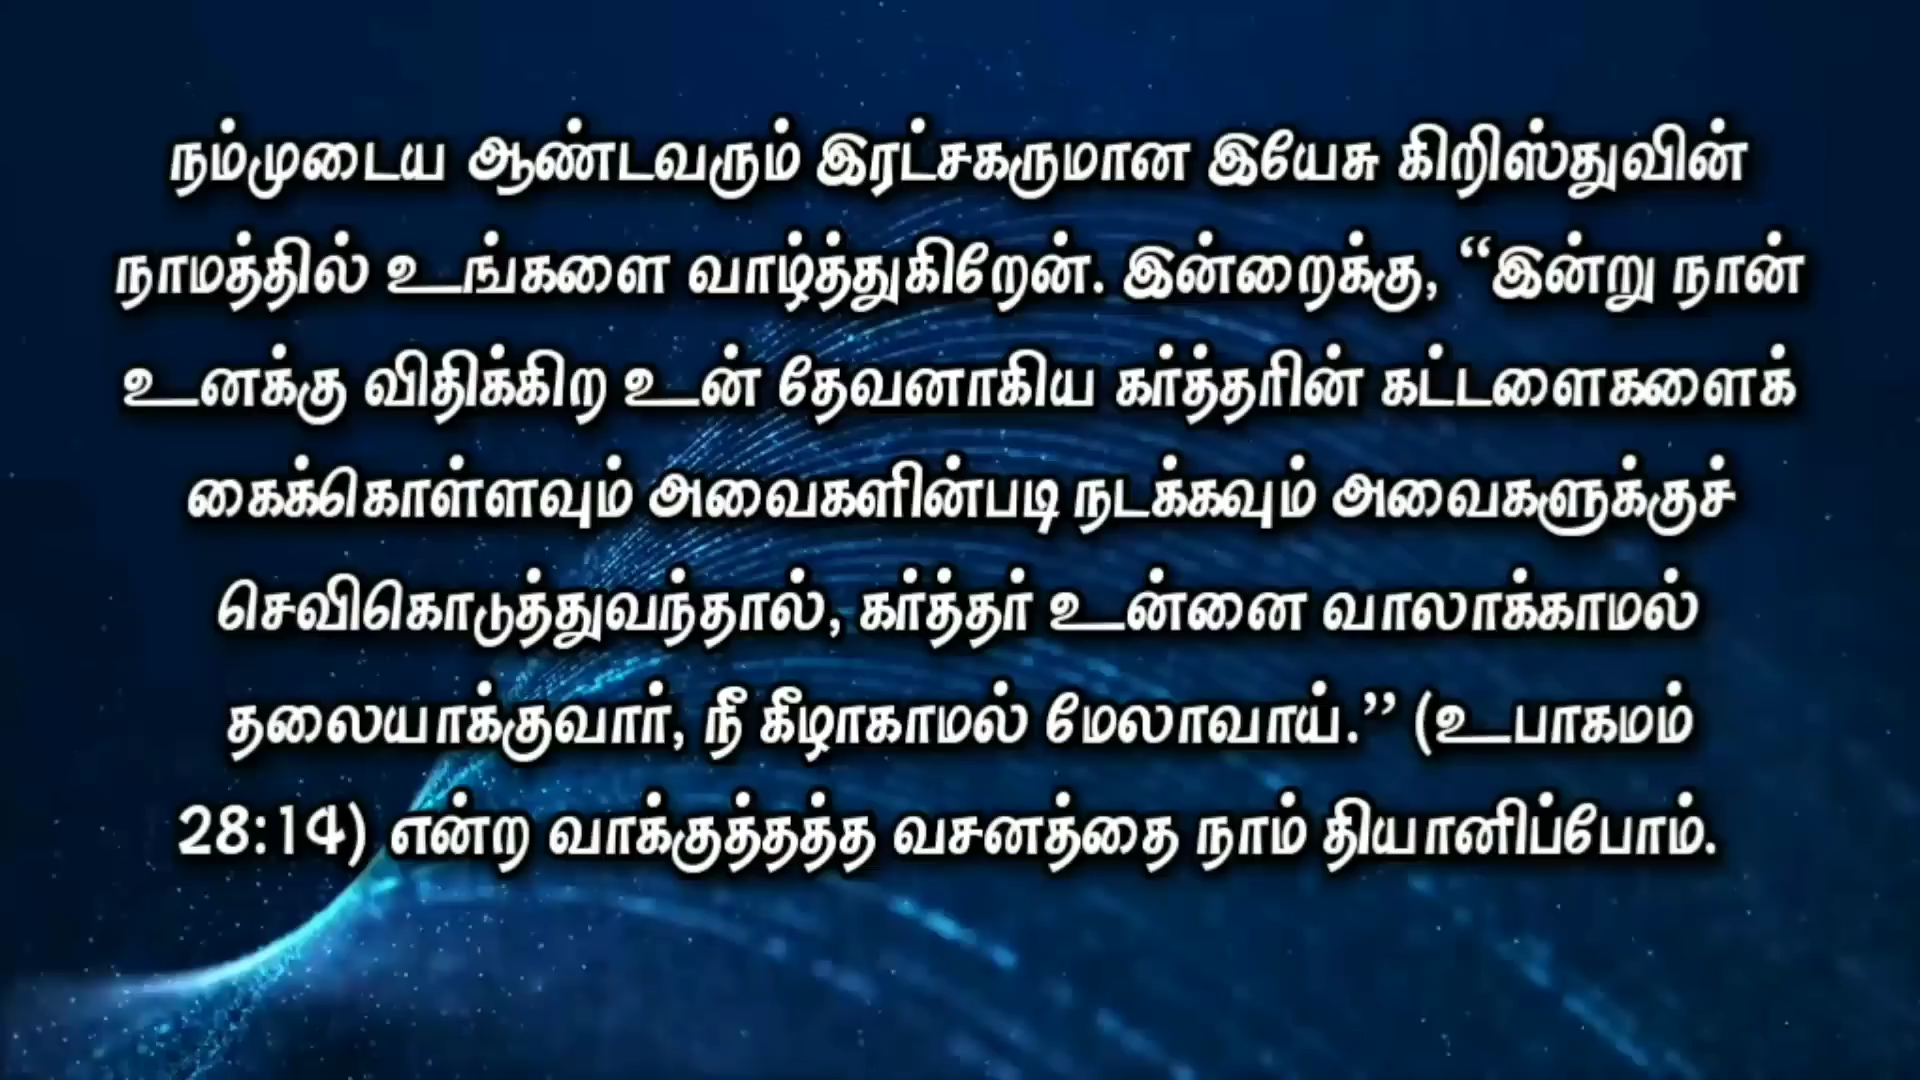 நம்முடைய ஆண்டவரும் இரட்சகருமான இயேசு கிறிஸ்துவின்
நாமத்தில் உங்களை வாழ்த்துகிறேன். இன்றைக்கு, “இன்று நான்
உனக்கு விதிக்கிற உன் தேவனாகிய கர்த்தரின் கட்டளைகளைக்
கைக்கொள்ளவும் அவைகளின்படி நடக்கவும் அவைகளுக்குச்
செவிகொடுத்துவந்தால், கர்த்தர் உன்னை வாலாக்காமல்
தலையாக்குவார், நீ கீழாகாமல் மேலாவாய்.” (உபாகமம்
28:14) என்ற வாக்குத்தத்த வசனத்தை நாம் தியானிப்போம்.